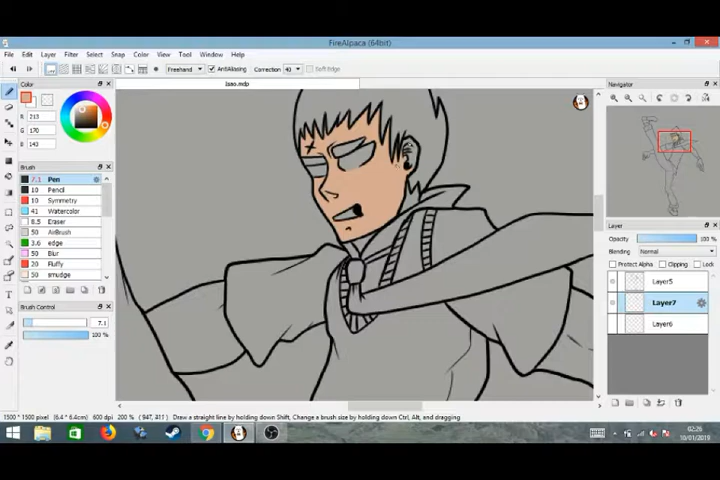 FireAlpaca (64bit)
File Edit Layer Filter Select Snap Color View Tool Window Help
Freehand AntiAliasing Correction 40 Soft Edge
Isao.mdp
Color
R 213
G 170
B 143
Brush
7.1 Pen
10 Pencil
10 Symmetry
41 Watercolor
8.5 Eraser
50 AirBrush
3.6 edge
50 Blur
20 Fluffy
50 smudge
Brush Control
7.1
100 %
Navigator
Layer
Opacity 100 %
Blending Normal
Protect Alpha Clipping Lock
Layer5
Layer7
Layer6
1500 * 1500 pixel (6.4 * 6.4cm) 600 dpi 200 % ( 947, 311 ) Draw a straight line by holding down Shift, Change a brush size by holding down Ctrl, Alt, and dragging
02:26
10/01/2019